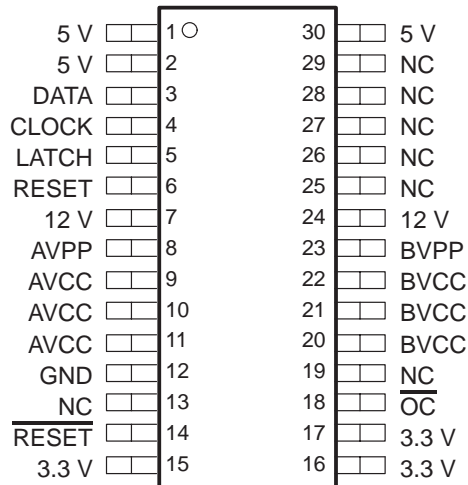 5 V 1 30 5 V
5 V 2 29 NC
DATA 3 28 NC
CLOCK 4 27 NC
LATCH 5 26 NC
RESET 6 25 NC
12 V 7 24 12 V
AVPP 8 23 BVPP
AVCC 9 22 BVCC
AVCC 10 21 BVCC
AVCC 11 20 BVCC
GND 12 19 NC
NC 13 18 O̅C̅
R̅E̅S̅E̅T̅ 14 17 3.3 V
3.3 V 15 16 3.3 V